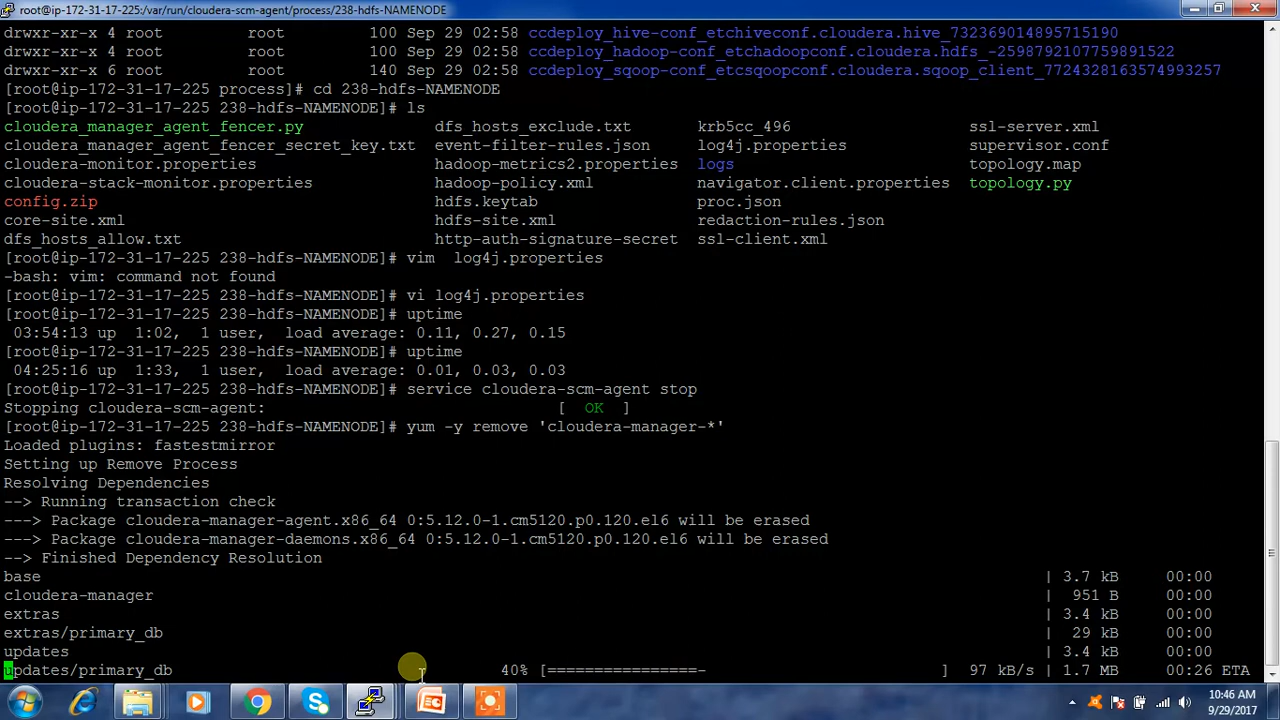 root@ip-172-31-17-225:/var/run/cloudera-scm-agent/process/238-hdfs-NAMENODE
drwxr-xr-x 4 root root 100 Sep 29 02:58 ccdeploy_hive-conf_etchiveconf.cloudera.hive_732369014895715190
drwxr-xr-x 4 root root 100 Sep 29 02:58 ccdeploy_hadoop-conf_etchadoopconf.cloudera.hdfs_-2598792107759891522
drwxr-xr-x 6 root root 140 Sep 29 02:58 ccdeploy_sqoop-conf_etcsqoopconf.cloudera.sqoop_client_7724328163574993257
[root@ip-172-31-17-225 process]# cd 238-hdfs-NAMENODE
[root@ip-172-31-17-225 238-hdfs-NAMENODE]# ls
cloudera_manager_agent_fencer.py dfs_hosts_exclude.txt krb5cc_496 ssl-server.xml
cloudera_manager_agent_fencer_secret_key.txt event-filter-rules.json log4j.properties supervisor.conf
cloudera-monitor.properties hadoop-metrics2.properties logs topology.map
cloudera-stack-monitor.properties hadoop-policy.xml navigator.client.properties topology.py
config.zip hdfs.keytab proc.json
core-site.xml hdfs-site.xml redaction-rules.json
dfs_hosts_allow.txt http-auth-signature-secret ssl-client.xml
[root@ip-172-31-17-225 238-hdfs-NAMENODE]# vim  log4j.properties
-bash: vim: command not found
[root@ip-172-31-17-225 238-hdfs-NAMENODE]# vi log4j.properties
[root@ip-172-31-17-225 238-hdfs-NAMENODE]# uptime
03:54:13 up  1:02,  1 user,  load average: 0.11, 0.27, 0.15
[root@ip-172-31-17-225 238-hdfs-NAMENODE]# uptime
04:25:16 up  1:33,  1 user,  load average: 0.01, 0.03, 0.03
[root@ip-172-31-17-225 238-hdfs-NAMENODE]# service cloudera-scm-agent stop
Stopping cloudera-scm-agent: [  OK  ]
[root@ip-172-31-17-225 238-hdfs-NAMENODE]# yum -y remove 'cloudera-manager-*'
Loaded plugins: fastestmirror
Setting up Remove Process
Resolving Dependencies
--> Running transaction check
---> Package cloudera-manager-agent.x86_64 0:5.12.0-1.cm5120.p0.120.el6 will be erased
---> Package cloudera-manager-daemons.x86_64 0:5.12.0-1.cm5120.p0.120.el6 will be erased
--> Finished Dependency Resolution
base | 3.7 kB 00:00
cloudera-manager | 951 B 00:00
extras | 3.4 kB 00:00
extras/primary_db | 29 kB 00:00
updates | 3.4 kB 00:00
updates/primary_db 40% [================- ] 97 kB/s | 1.7 MB 00:26 ETA
10:46 AM
9/29/2017